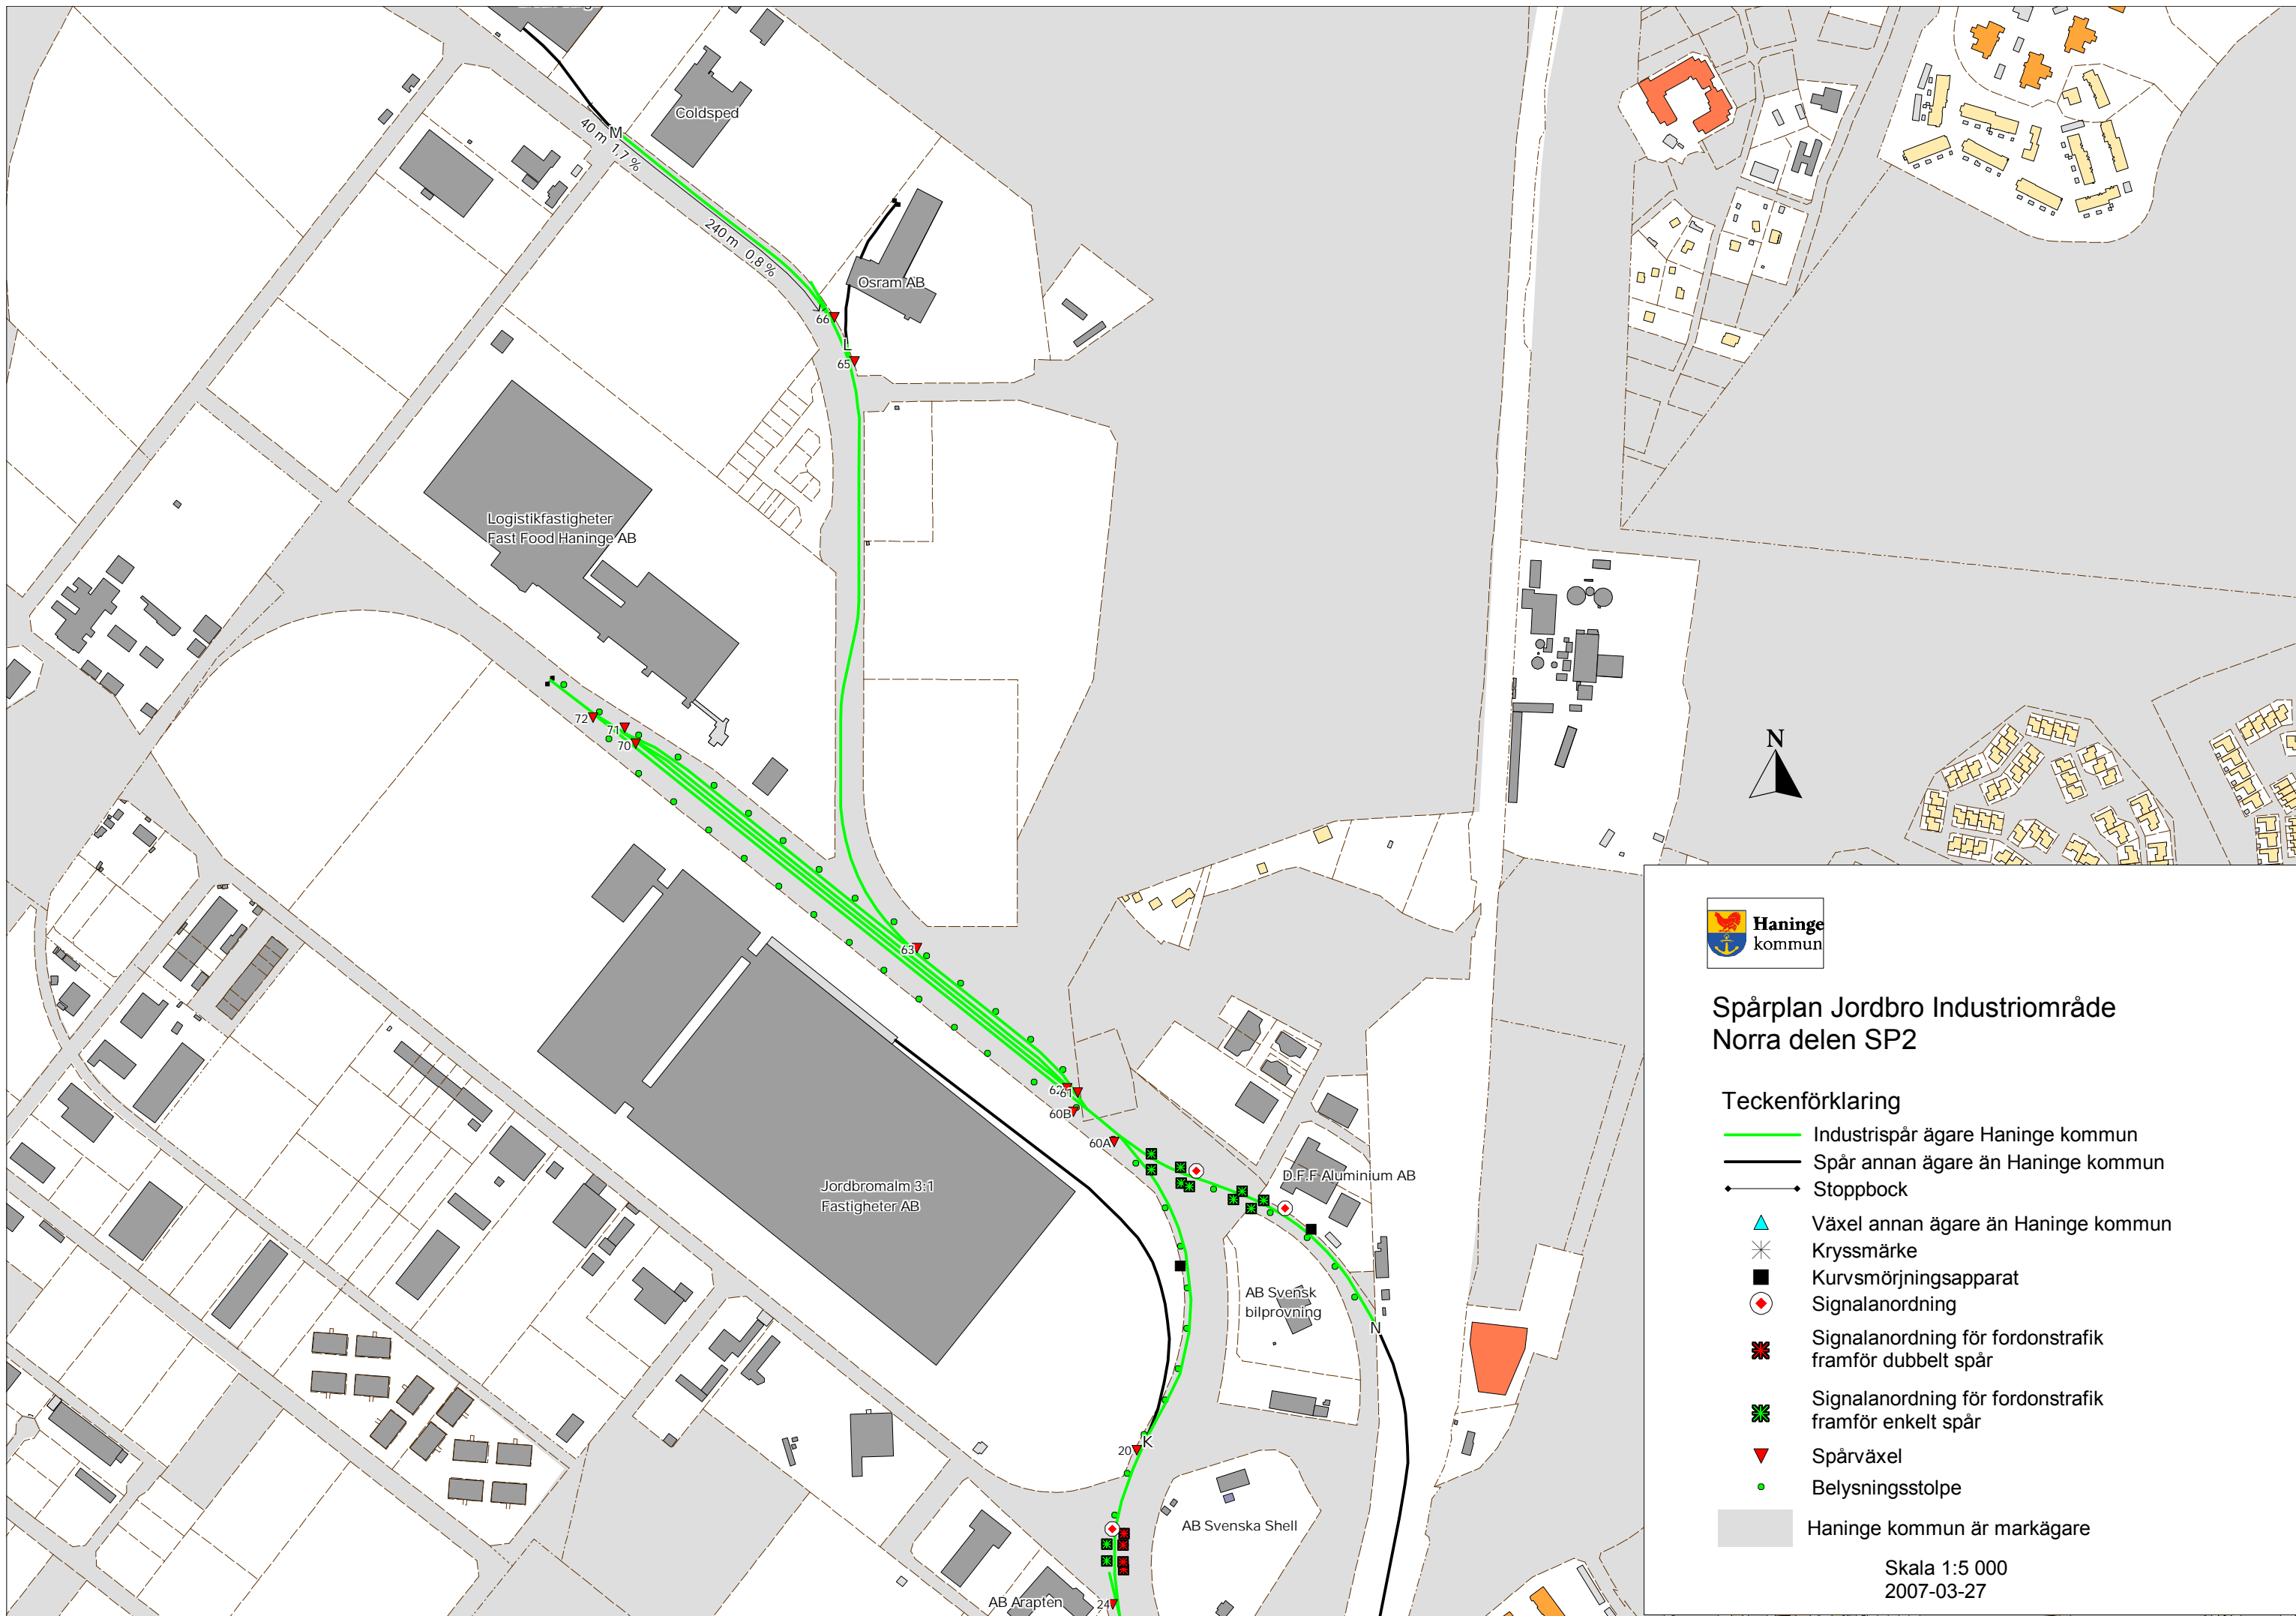 Coldsped
M
40 m 1,7 %
240 m 0,8 %
Osram AB
66
L
65
Logistikfastigheter
Fast Food Haninge AB
72
71
70
63
62
61
60B
60A
N
D.F.F Aluminium AB
Jordbromalm 3:1
Fastigheter AB
AB Svensk
bilprovning
N
20
K
AB Svenska Shell
AB Arapten
24
Haninge
kommun
Spårplan Jordbro Industriområde
Norra delen SP2
Teckenförklaring
Industrispår ägare Haninge kommun
Spår annan ägare än Haninge kommun
Stoppbock
Växel annan ägare än Haninge kommun
Kryssmärke
Kurvsmörjningsapparat
Signalanordning
Signalanordning för fordonstrafik
framför dubbelt spår
Signalanordning för fordonstrafik
framför enkelt spår
Spårväxel
Belysningsstolpe
Haninge kommun är markägare
Skala 1:5 000
2007-03-27